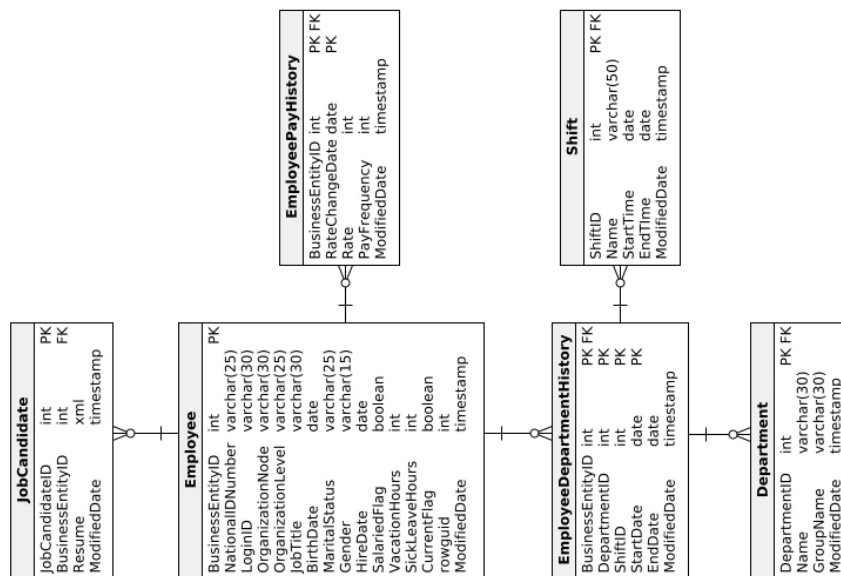 JobCandidate
JobCandidateID int PK
BusinessEntityID int FK
Resume xml
ModifiedDate timestamp
Employee
BusinessEntityID int PK
NationalIDNumber varchar(25)
LoginID varchar(30)
OrganizationNode varchar(30)
OrganizationLevel varchar(25)
JobTitle varchar(30)
BirthDate date
MaritalStatus varchar(25)
Gender varchar(15)
HireDate date
SalariedFlag boolean
VacationHours int
SickLeaveHours int
CurrentFlag boolean
rowguid int
ModifiedDate timestamp
EmployeePayHistory
BusinessEntityID int PK FK
RateChangeDate date PK
Rate int
PayFrequency int
ModifiedDate timestamp
EmployeeDepartmentHistory
BusinessEntityID int PK FK
DepartmentID int PK
ShiftID int PK
StartDate date PK
EndDate date
ModifiedDate timestamp
Shift
ShiftID int PK FK
Name varchar(50)
StartTime date
EndTIme date
ModifiedDate timestamp
Department
DepartmentID int PK FK
Name varchar(30)
GroupName varchar(30)
ModifiedDate timestamp